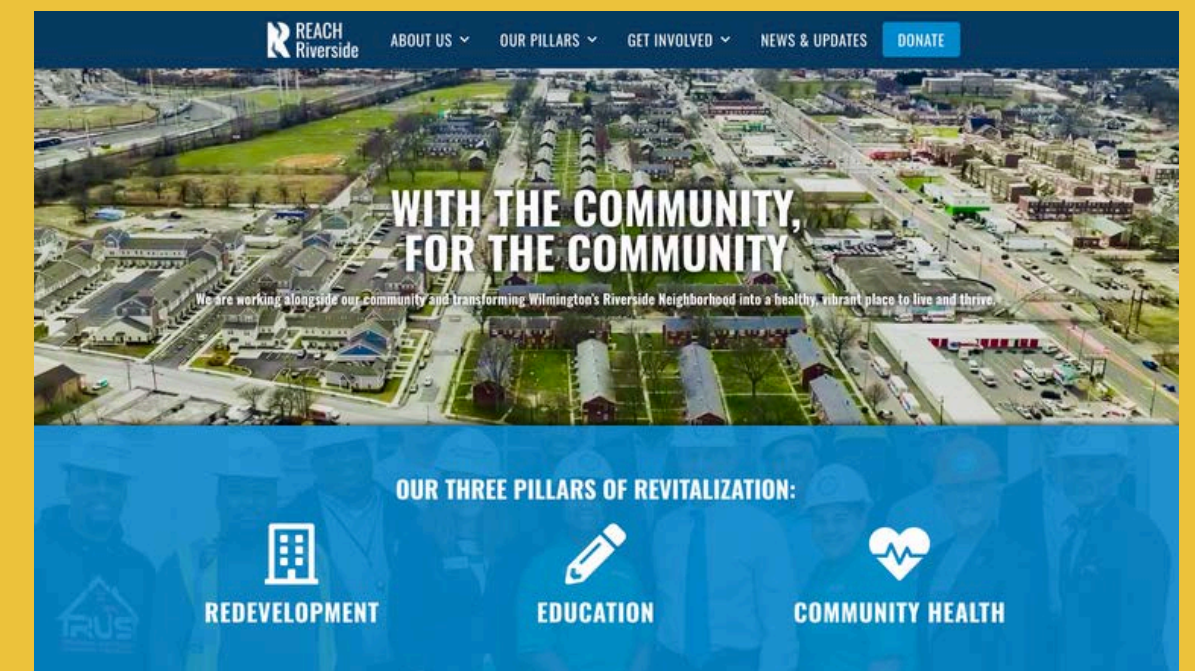 REACH
Riverside
ABOUT US
OUR PILLARS
GET INVOLVED
NEWS & UPDATES
DONATE
WITH THE COMMUNITY,
FOR THE COMMUNITY
We are working alongside our community and transforming Wilmington's Riverside Neighborhood into a healthy, vibrant place to live and thrive.
OUR THREE PILLARS OF REVITALIZATION:
REDEVELOPMENT
EDUCATION
COMMUNITY HEALTH